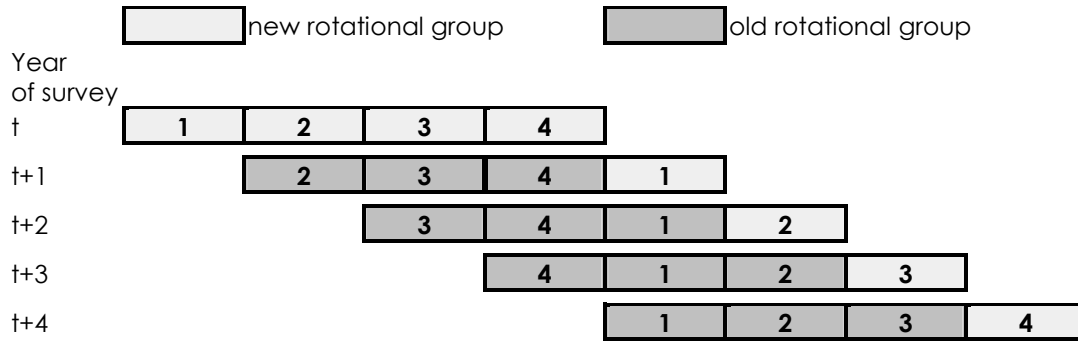 new rotational group old rotational group
Year
of survey
t 1 2 3 4
t+1 2 3 4 1
t+2 3 4 1 2
t+3 4 1 2 3
t+4 1 2 3 4